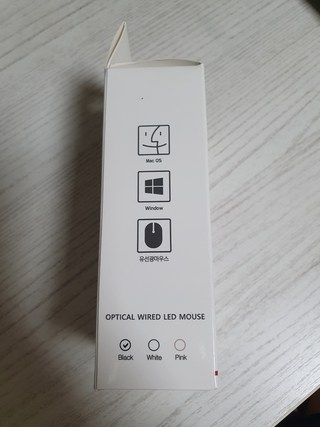 Mac OS
Window
유선광마우스
OPTICAL WIRED LED MOUSE
Black White Pink